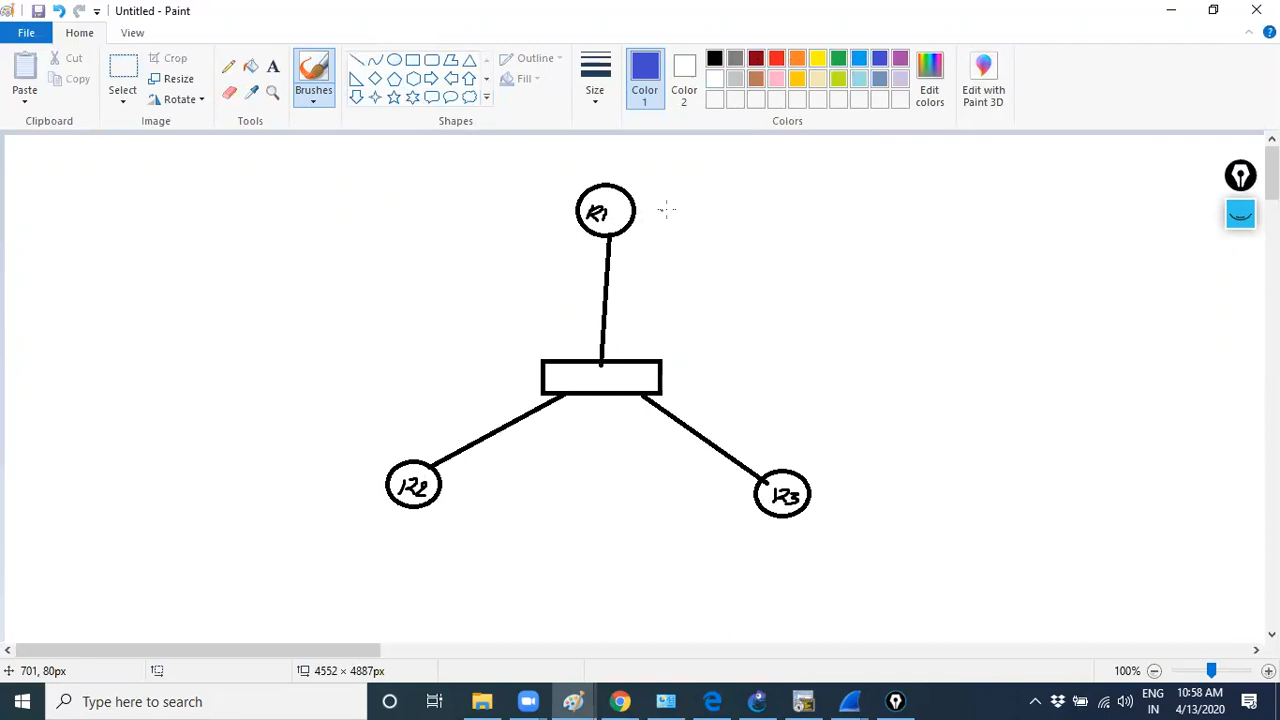 Untitled - Paint
File
Home
View
Paste
Cut
Copy
Clipboard
Select
Crop
Resize
Rotate
Image
Tools
Brushes
Shapes
Outline
Fill
Size
Color 1
Color 2
Colors
Edit colors
Edit with Paint 3D
R1
R2
R3
701, 80px
4552 × 4887px
100%
Type here to search
ENG
IN
10:58 AM
4/13/2020